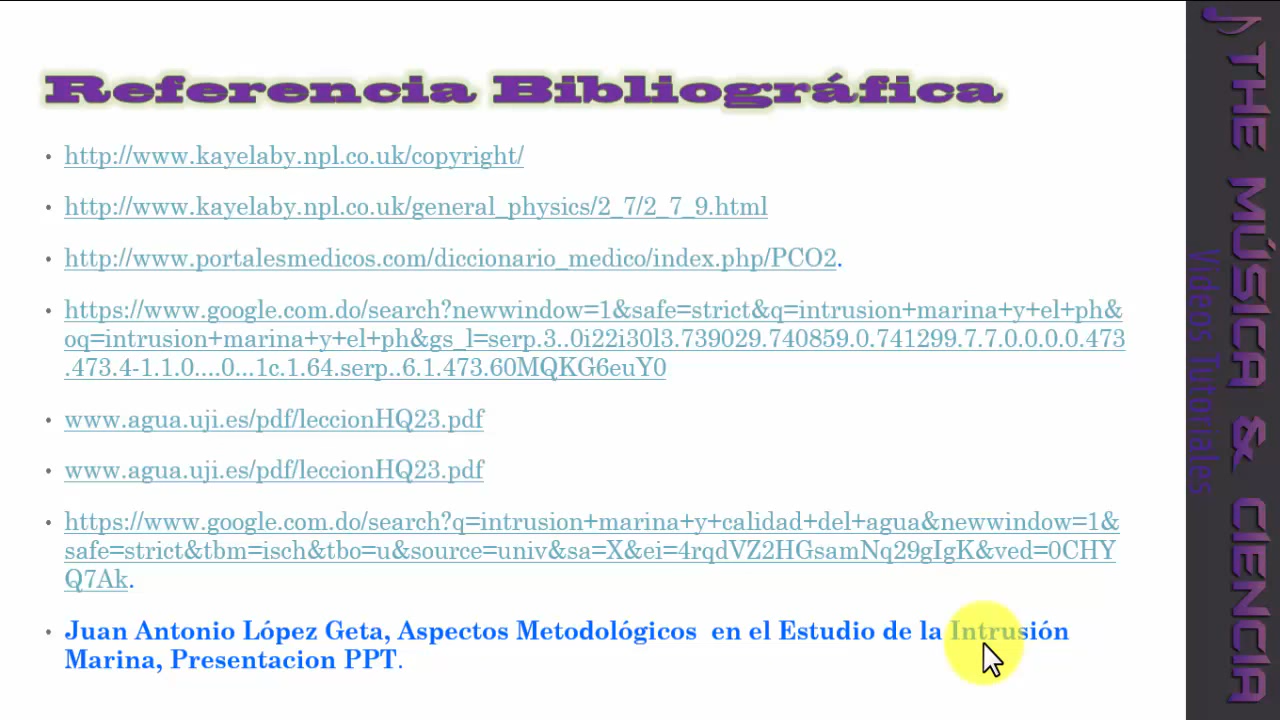 Referencia Bibliográfica
• http://www.kayelaby.npl.co.uk/copyright/
• http://www.kayelaby.npl.co.uk/general_physics/2_7/2_7_9.html
• http://www.portalesmedicos.com/diccionario_medico/index.php/PCO2.
• https://www.google.com.do/search?newwindow=1&safe=strict&q=intrusion+marina+y+el+ph&
oq=intrusion+marina+y+el+ph&gs_l=serp.3..0i22i30l3.739029.740859.0.741299.7.7.0.0.0.0.473
.473.4-1.1.0....0...1c.1.64.serp..6.1.473.60MQKG6euY0
• www.agua.uji.es/pdf/leccionHQ23.pdf
• www.agua.uji.es/pdf/leccionHQ23.pdf
• https://www.google.com.do/search?q=intrusion+marina+y+calidad+del+agua&newwindow=1&
safe=strict&tbm=isch&tbo=u&source=univ&sa=X&ei=4rqdVZ2HGsamNq29gIgK&ved=0CHY
Q7Ak.
• Juan Antonio López Geta, Aspectos Metodológicos en el Estudio de la Intrusión
Marina, Presentacion PPT.
THE MÚSICA & CIENCIA
Videos Tutoriales